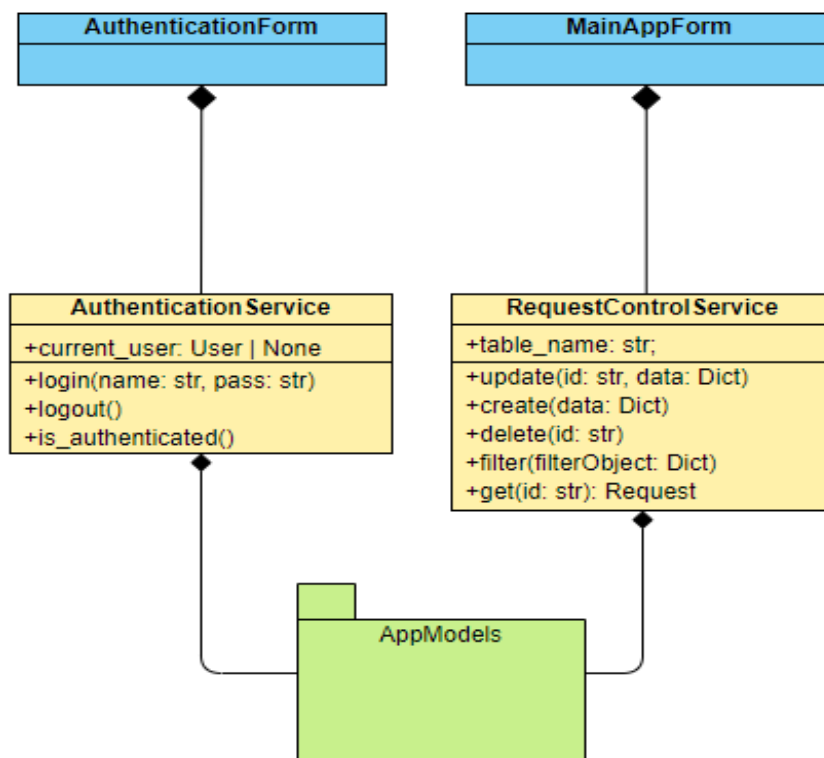 AuthenticationForm
MainAppForm
AuthenticationService
+current_user: User | None
+login(name: str, pass: str)
+logout()
+is_authenticated()
RequestControlService
+table_name: str;
+update(id: str, data: Dict)
+create(data: Dict)
+delete(id: str)
+filter(filterObject: Dict)
+get(id: str): Request
AppModels